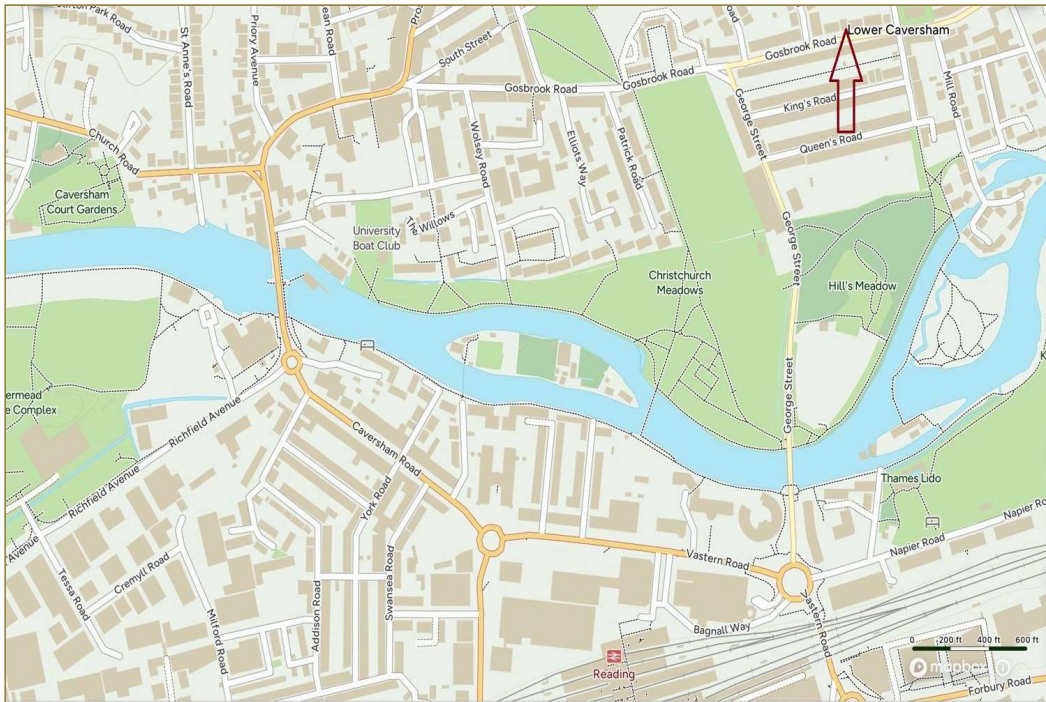 St Anne's Road
Priory Avenue
South Street
Gosbrook Road
Gosbrook Road
Gosbrook Road
Lower Caversham
King's Road
Queen's Road
Mill Road
George Street
Church Road
Caversham
Court Gardens
Wolsey Road
Elliots Way
Patrick Road
The Willows
University
Boat Club
Christchurch
Meadows
George Street
Hill's Meadow
George Street
ermead
e Complex
Richfield Avenue
Richfield Avenue
Caversham Road
York Road
Swansea Road
Addison Road
Tessa Road
Cremyll Road
Milford Road
Vastern Road
Vastern Road
Bagnall Way
Thames Lido
Napier Road
Napier Ro
Reading
0 200 ft 400 ft 600 ft
mapbox
Forbury Road